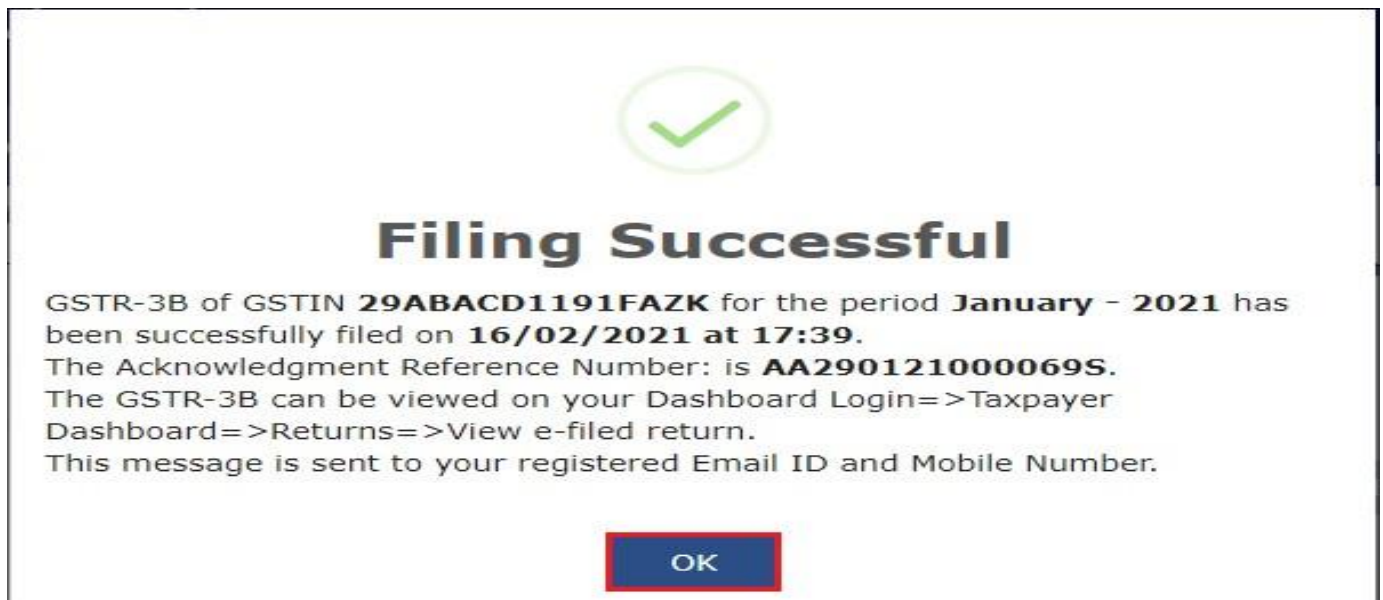 Filing Successful
GSTR-3B of GSTIN 29ABACD1191FAZK for the period January - 2021 has
been successfully filed on 16/02/2021 at 17:39.
The Acknowledgment Reference Number: is AA290121000069S.
The GSTR-3B can be viewed on your Dashboard Login=>Taxpayer
Dashboard=>Returns=>View e-filed return.
This message is sent to your registered Email ID and Mobile Number.
OK